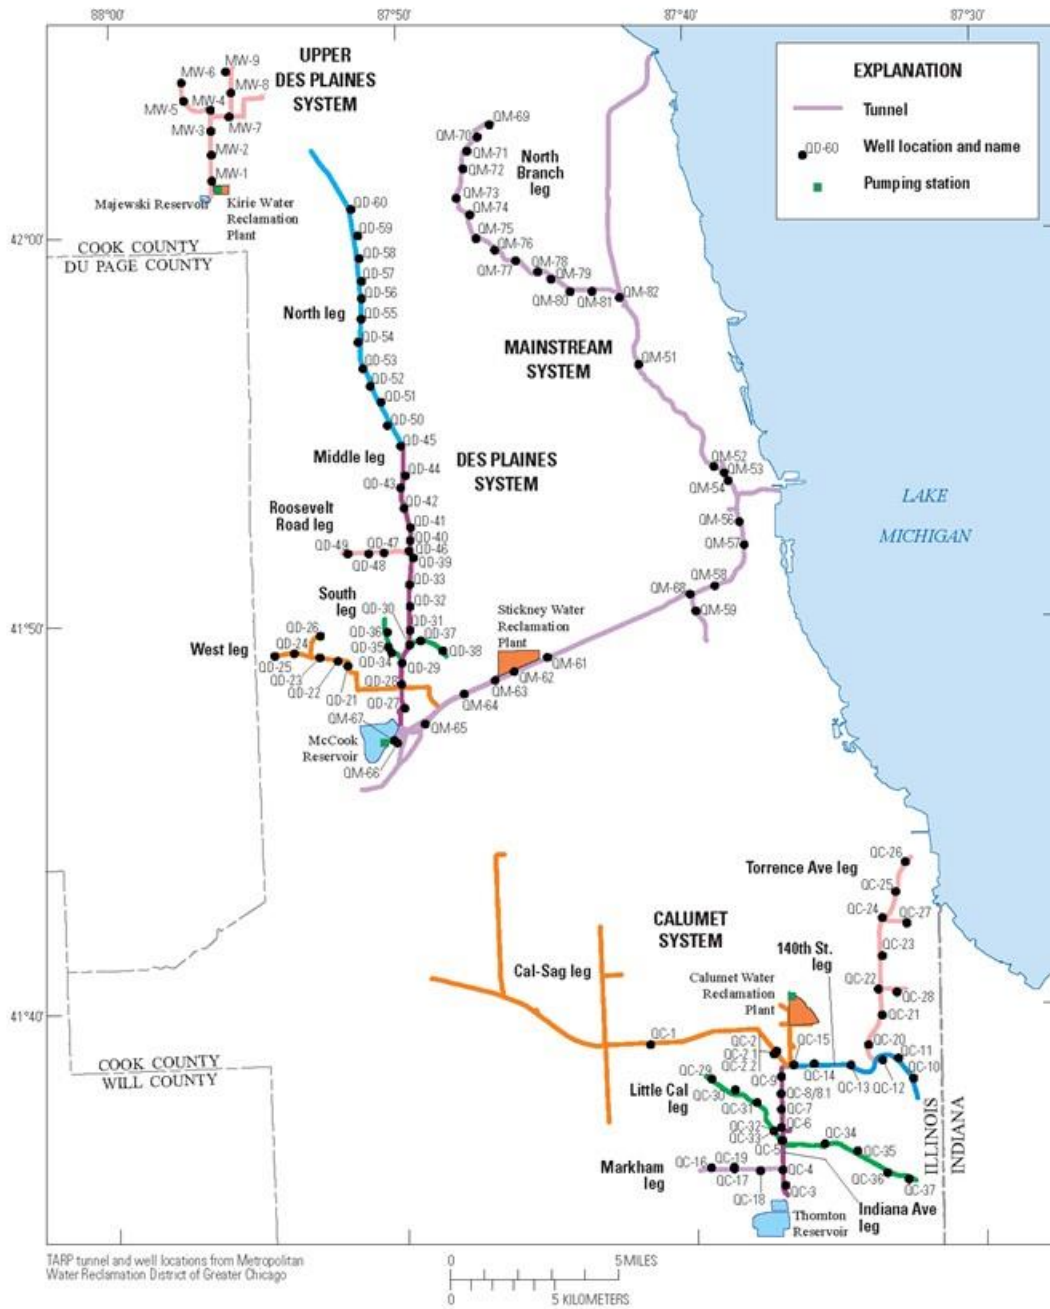 88°00'
87°50'
87°40'
87°30'
42°00'
41°50'
41°40'
UPPER
DES PLAINES
SYSTEM
MW-9
MW-6
MW-8
MW-5
MW-4
MW-3
MW-7
MW-2
MW-1
Majewski Reservoir
Kirie Water
Reclamation
Plant
COOK COUNTY
DU PAGE COUNTY
EXPLANATION
Tunnel
QD-60
Well location and name
Pumping station
QM-69
QM-70
QM-71
QM-72
North
Branch
leg
QM-73
QM-74
QM-75
QM-76
QM-77
QM-78
QM-79
QM-80
QM-81
QM-82
MAINSTREAM
SYSTEM
QM-51
QM-52
QM-53
QM-54
QM-56
QM-57
QM-58
QM-68
QM-59
LAKE
MICHIGAN
QD-60
QD-59
QD-58
QD-57
QD-56
North leg
QD-55
QD-54
QD-53
QD-52
QD-51
QD-50
QD-45
Middle leg
DES PLAINES
SYSTEM
QD-44
QD-43
QD-42
Roosevelt
Road leg
QD-41
QD-40
QD-49
QD-47
QD-46
QD-48
QD-39
QD-33
South
leg
QD-30
QD-32
QD-31
QD-36
QD-37
QD-35
QD-38
QD-34
QD-29
West leg
QD-26
QD-24
QD-25
QD-23
QD-22
QD-21
QD-28
QD-27
Stickney Water
Reclamation
Plant
QM-61
QM-62
QM-63
QM-64
QM-65
QM-67
McCook
Reservoir
QM-66
Torrence Ave leg
QC-26
QC-25
QC-24
QC-27
QC-23
QC-22
QC-28
QC-21
QC-20
CALUMET
SYSTEM
140th St.
leg
Cal-Sag leg
Calumet Water
Reclamation
Plant
QC-1
QC-2
QC-2.1
QC-2.2
QC-15
QC-14
QC-13
QC-12
QC-11
QC-10
QC-9
QC-8/8.1
QC-7
QC-6
QC-29
QC-30
Little Cal
leg
QC-31
QC-32
QC-33
QC-5
QC-34
QC-35
QC-36
QC-37
Markham
leg
QC-16
QC-19
QC-17
QC-18
QC-4
QC-3
Indiana Ave
leg
Thornton
Reservoir
COOK COUNTY
WILL COUNTY
ILLINOIS
INDIANA
TARP tunnel and well locations from Metropolitan
Water Reclamation District of Greater Chicago
0 5 MILES
0 5 KILOMETERS